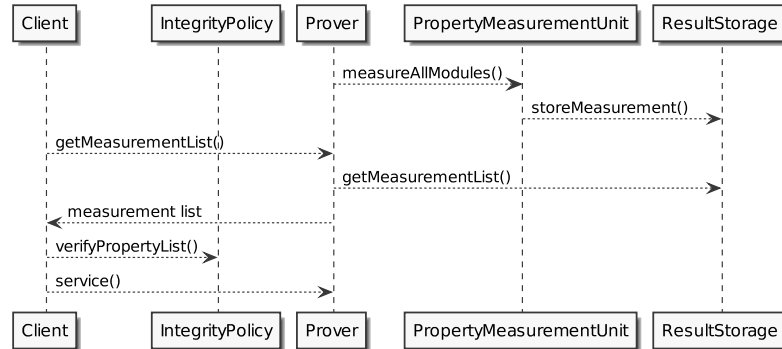 Client IntegrityPolicy Prover PropertyMeasurementUnit ResultStorage
measureAllModules()
storeMeasurement()
getMeasurementList()
getMeasurementList()
measurement list
verifyPropertyList()
service()
Client IntegrityPolicy Prover PropertyMeasurementUnit ResultStorage